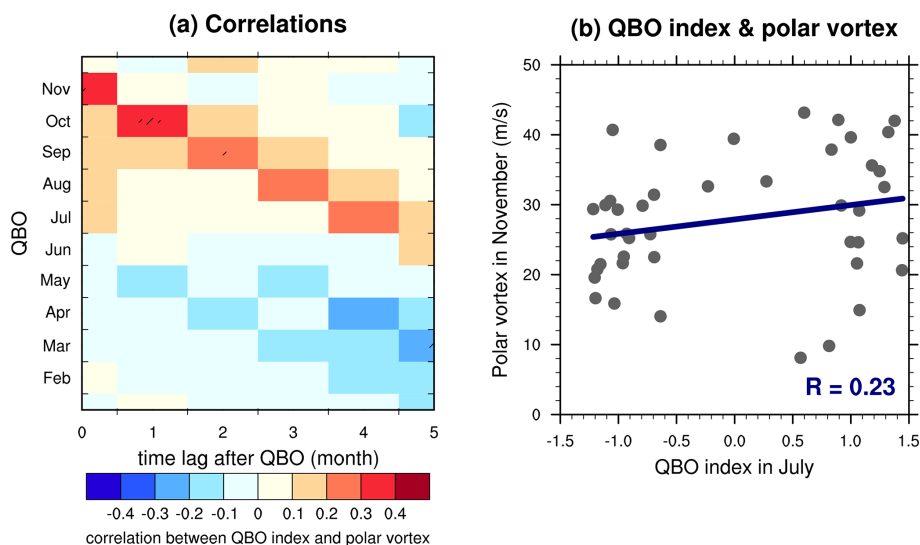 (a) Correlations
QBO
Nov
Oct
Sep
Aug
Jul
Jun
May
Apr
Mar
Feb
0 1 2 3 4 5
time lag after QBO (month)
-0.4 -0.3 -0.2 -0.1 0 0.1 0.2 0.3 0.4
correlation between QBO index and polar vortex
(b) QBO index & polar vortex
Polar vortex in November (m/s)
50
40
30
20
10
0
R = 0.23
-1.5 -1.0 -0.5 0.0 0.5 1.0 1.5
QBO index in July